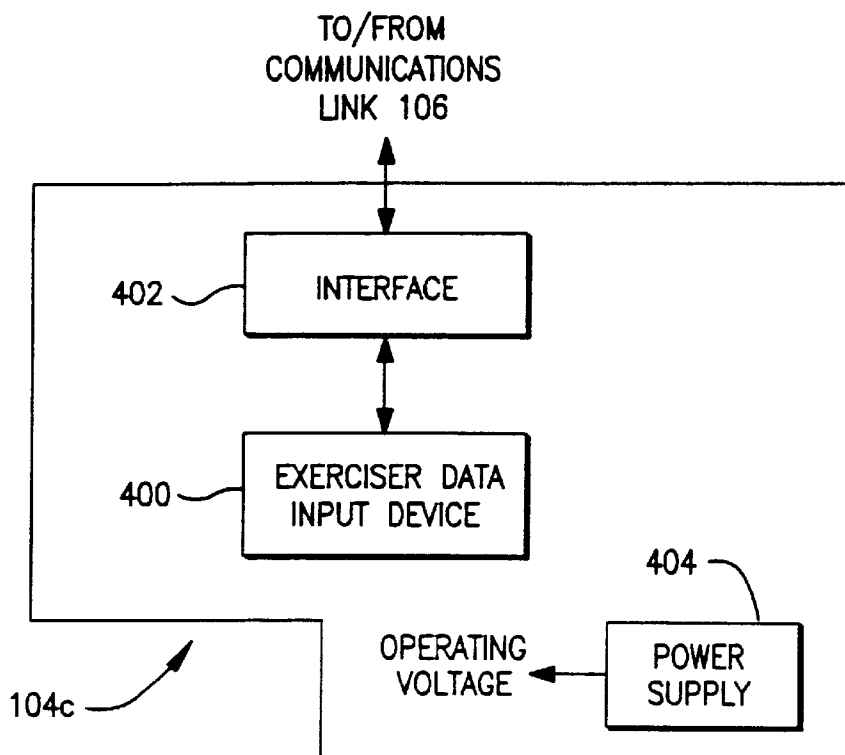 TO/FROM
COMMUNICATIONS
LINK 106
402
INTERFACE
400
EXERCISER DATA
INPUT DEVICE
404
OPERATING
VOLTAGE
POWER
SUPPLY
104c